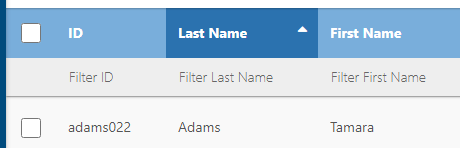 ID Last Name First Name
Filter ID Filter Last Name Filter First Name
adams022 Adams Tamara